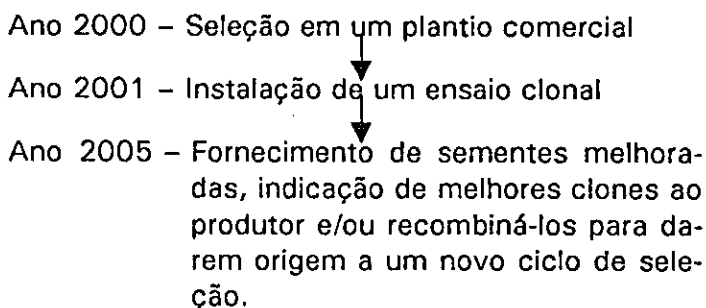 Ano 2000 – Seleção em um plantio comercial
Ano 2001 – Instalação de um ensaio clonal
Ano 2005 – Fornecimento de sementes melhora-
das, indicação de melhores clones ao
produtor e/ou recombiná-los para da-
rem origem a um novo ciclo de sele-
ção.